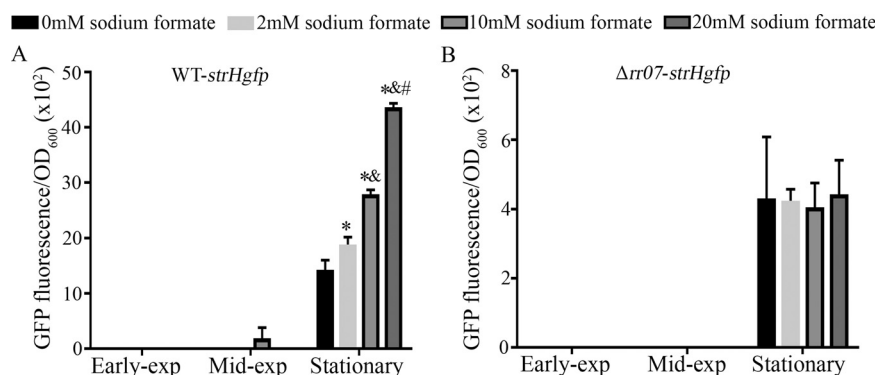 0mM sodium formate 2mM sodium formate 10mM sodium formate 20mM sodium formate
A
WT-strHgfp
GFP fluorescence/OD₆₀₀ (x10²)
50
40
30
20
10
0
*
*&
*&#
Early-exp Mid-exp Stationary
B
Δrr07-strHgfp
GFP fluorescence/OD₆₀₀ (x10²)
8
6
4
2
0
Early-exp Mid-exp Stationary